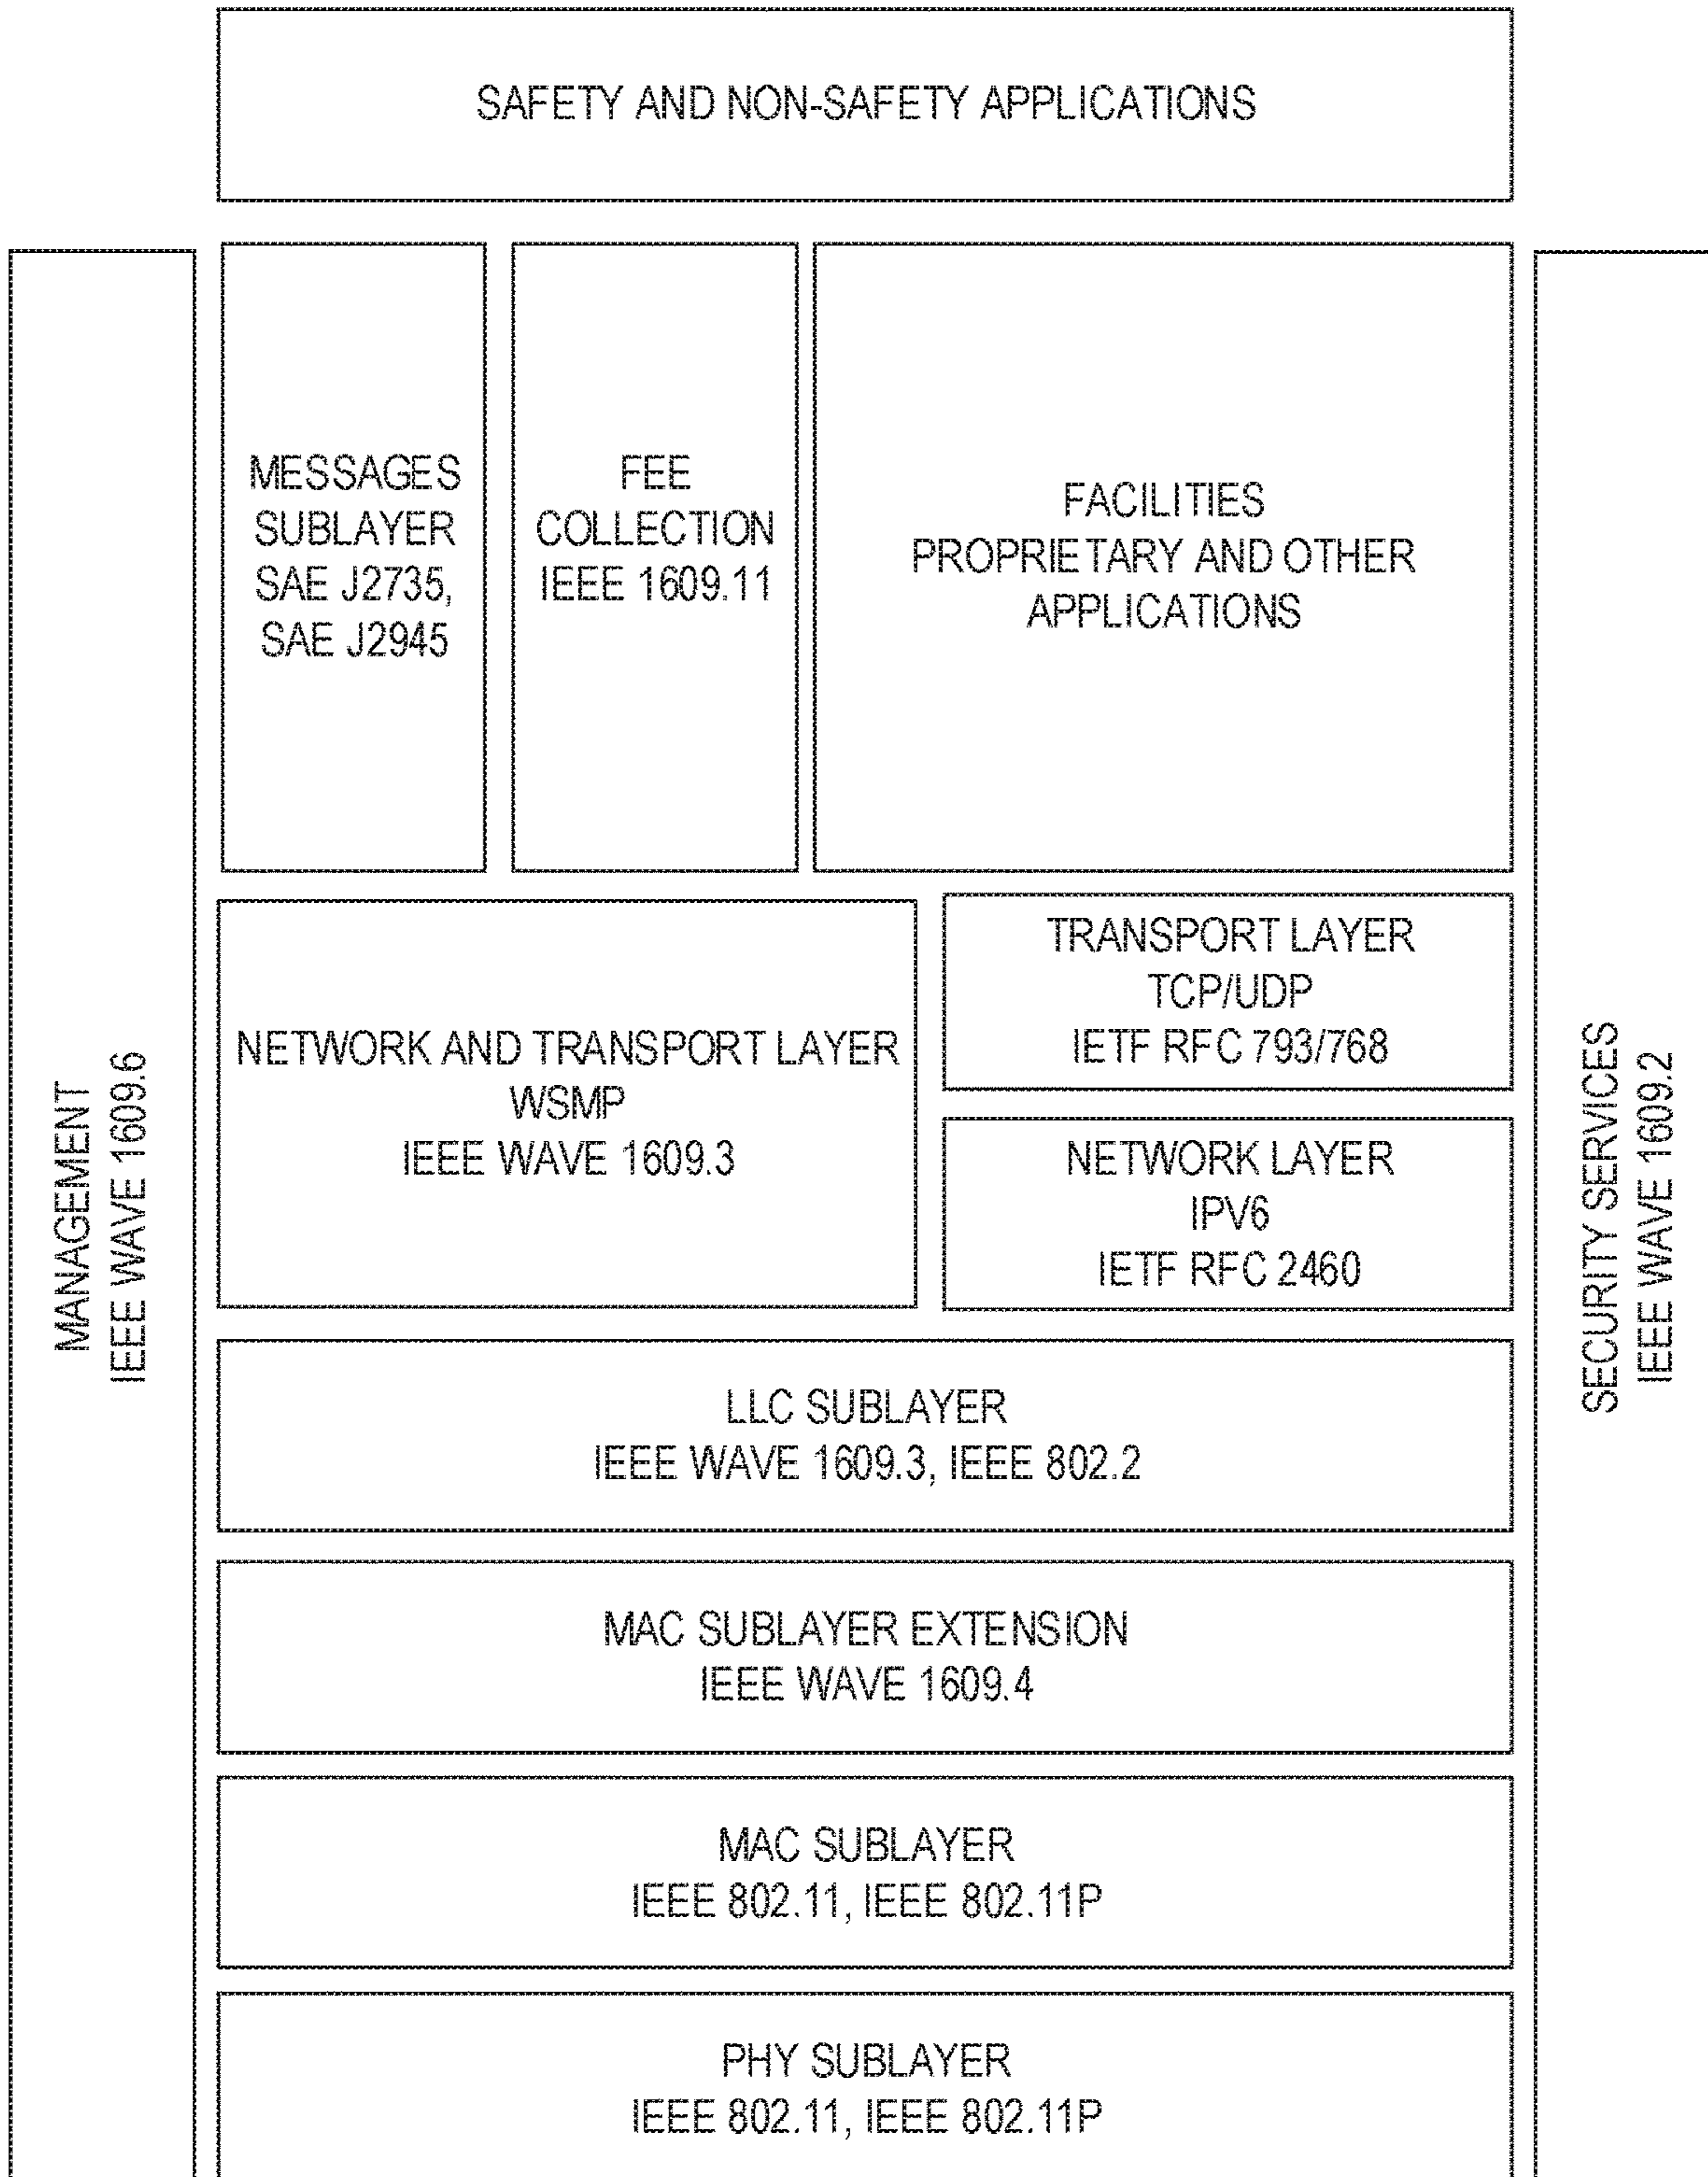 SAFETY AND NON-SAFETY APPLICATIONS
MESSAGES
SUBLAYER
SAE J2735,
SAE J2945
FEE
COLLECTION
IEEE 1609.11
FACILITIES
PROPRIETARY AND OTHER
APPLICATIONS
MANAGEMENT
IEEE WAVE 1609.6
NETWORK AND TRANSPORT LAYER
WSMP
IEEE WAVE 1609.3
TRANSPORT LAYER
TCP/UDP
IETF RFC 793/768
NETWORK LAYER
IPV6
IETF RFC 2460
SECURITY SERVICES
IEEE WAVE 1609.2
LLC SUBLAYER
IEEE WAVE 1609.3, IEEE 802.2
MAC SUBLAYER EXTENSION
IEEE WAVE 1609.4
MAC SUBLAYER
IEEE 802.11, IEEE 802.11P
PHY SUBLAYER
IEEE 802.11, IEEE 802.11P